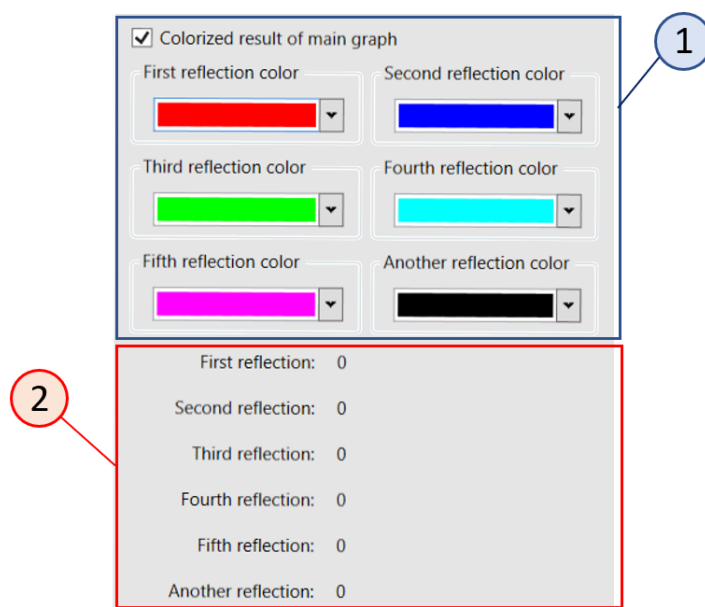 Colorized result of main graph
1
First reflection color
Second reflection color
Third reflection color
Fourth reflection color
Fifth reflection color
Another reflection color
2
First reflection: 0
Second reflection: 0
Third reflection: 0
Fourth reflection: 0
Fifth reflection: 0
Another reflection: 0